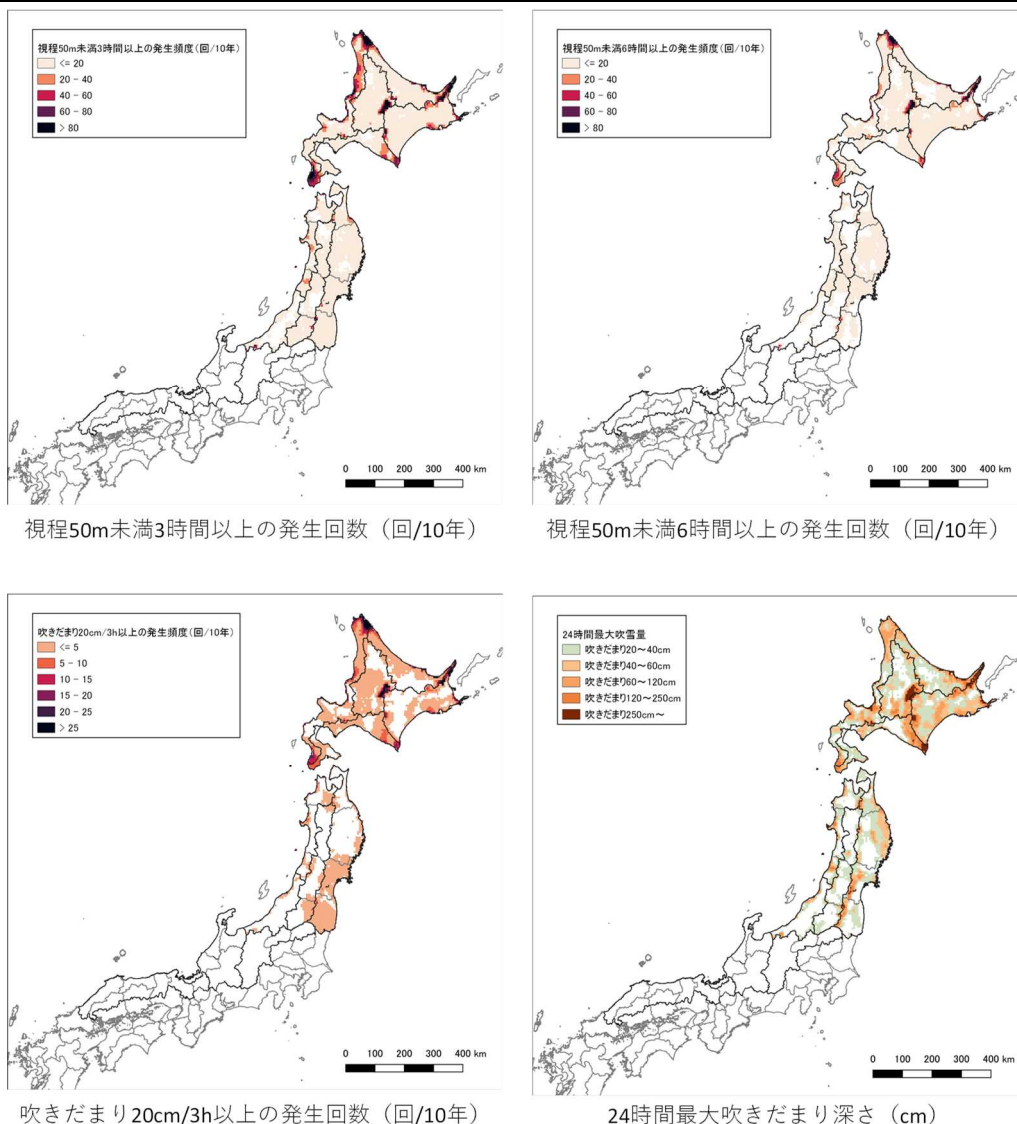 視程50m未満3時間以上の発生頻度(回/10年)
<= 20
20 - 40
40 - 60
60 - 80
> 80
0 100 200 300 400 km
視程50m未満3時間以上の発生回数（回/10年）
視程50m未満6時間以上の発生頻度(回/10年)
<= 20
20 - 40
40 - 60
60 - 80
> 80
0 100 200 300 400 km
視程50m未満6時間以上の発生回数（回/10年）
吹きだまり20cm/3h以上の発生頻度(回/10年)
<= 5
5 - 10
10 - 15
15 - 20
20 - 25
> 25
0 100 200 300 400 km
吹きだまり20cm/3h以上の発生回数（回/10年）
24時間最大吹雪量
吹きだまり20～40cm
吹きだまり40～60cm
吹きだまり60～120cm
吹きだまり120～250cm
吹きだまり250cm～
0 100 200 300 400 km
24時間最大吹きだまり深さ（cm）